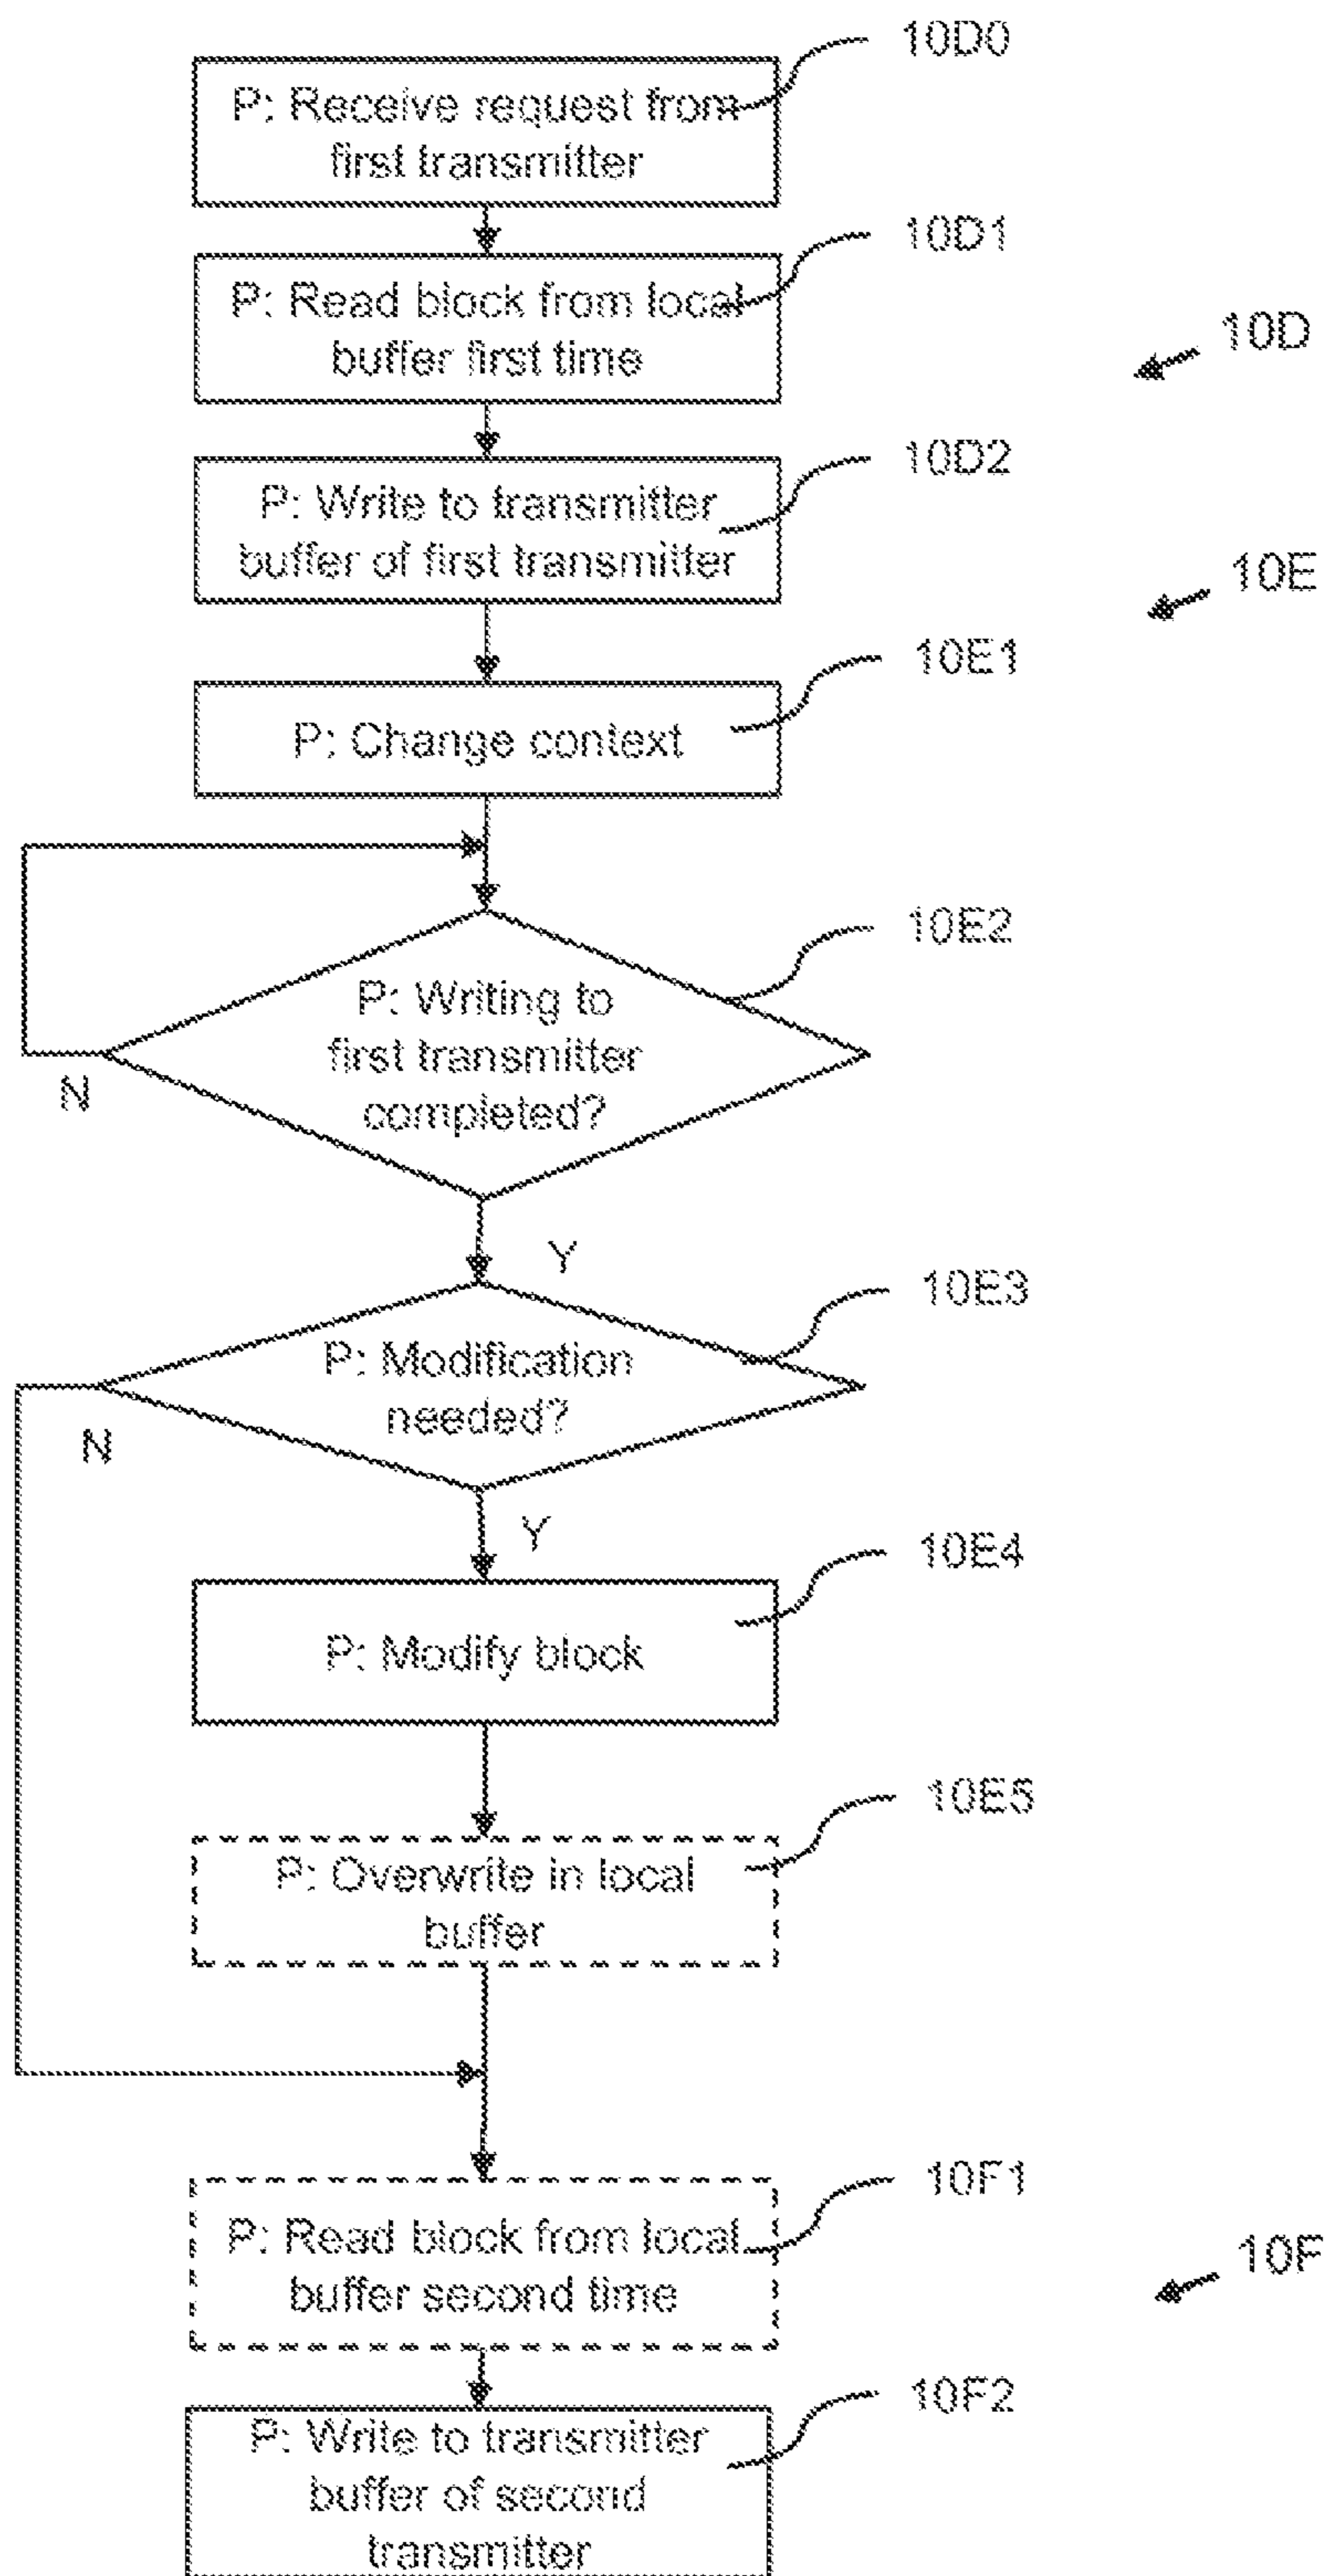 10D0
P: Receive request from
first transmitter
10D1
P: Read block from local
buffer first time
10D
10D2
P: Write to transmitter
buffer of first transmitter
10E
10E1
P: Change context
10E2
P: Writing to
first transmitter
completed?
N
Y
10E3
P: Modification
needed?
N
Y
10E4
P: Modify block
10E5
P: Overwrite in local
buffer
10F1
P: Read block from local
buffer second time
10F
10F2
P: Write to transmitter
buffer of second
transmitter